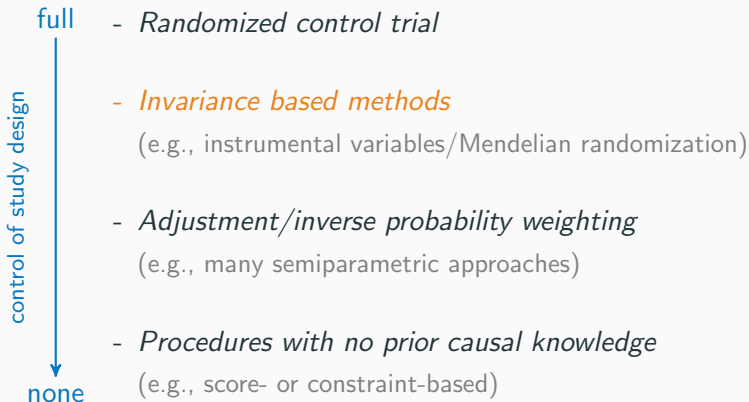 full
- Randomized control trial
control of study design
- Invariance based methods
(e.g., instrumental variables/Mendelian randomization)
- Adjustment/inverse probability weighting
(e.g., many semiparametric approaches)
- Procedures with no prior causal knowledge
none
(e.g., score- or constraint-based)